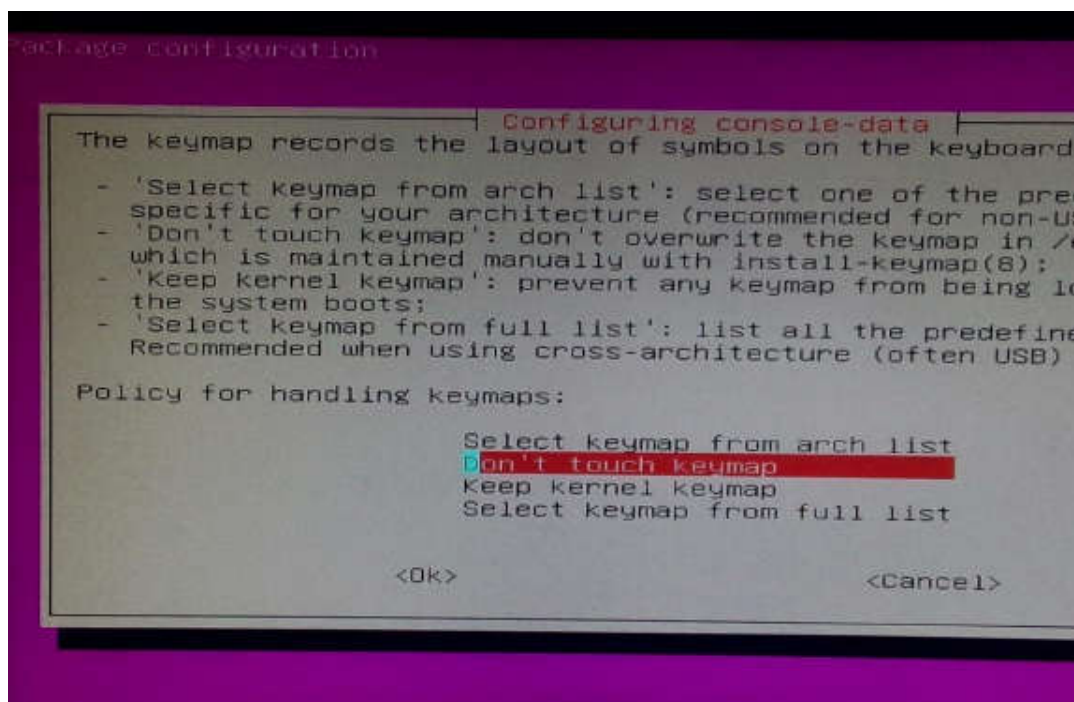 Package configuration
Configuring console-data
The keymap records the layout of symbols on the keyboard
- 'Select keymap from arch list': select one of the pre
specific for your architecture (recommended for non-U
- 'Don't touch keymap': don't overwrite the keymap in /
which is maintained manually with install-keymap(8);
- 'Keep kernel keymap': prevent any keymap from being lo
the system boots;
- 'Select keymap from full list': list all the predefine
Recommended when using cross-architecture (often USB)
Policy for handling keymaps:
Select keymap from arch list
Don't touch keymap
Keep kernel keymap
Select keymap from full list
<Ok> <Cancel>